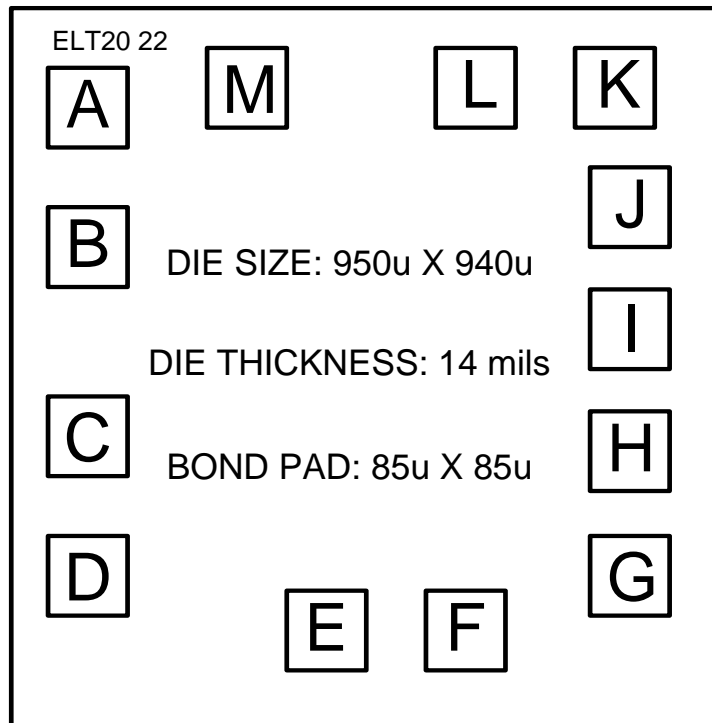 ELT20 22
A M L K
J
B
DIE SIZE: 950u X 940u
I
DIE THICKNESS: 14 mils
C
H
BOND PAD: 85u X 85u
D
G
E F